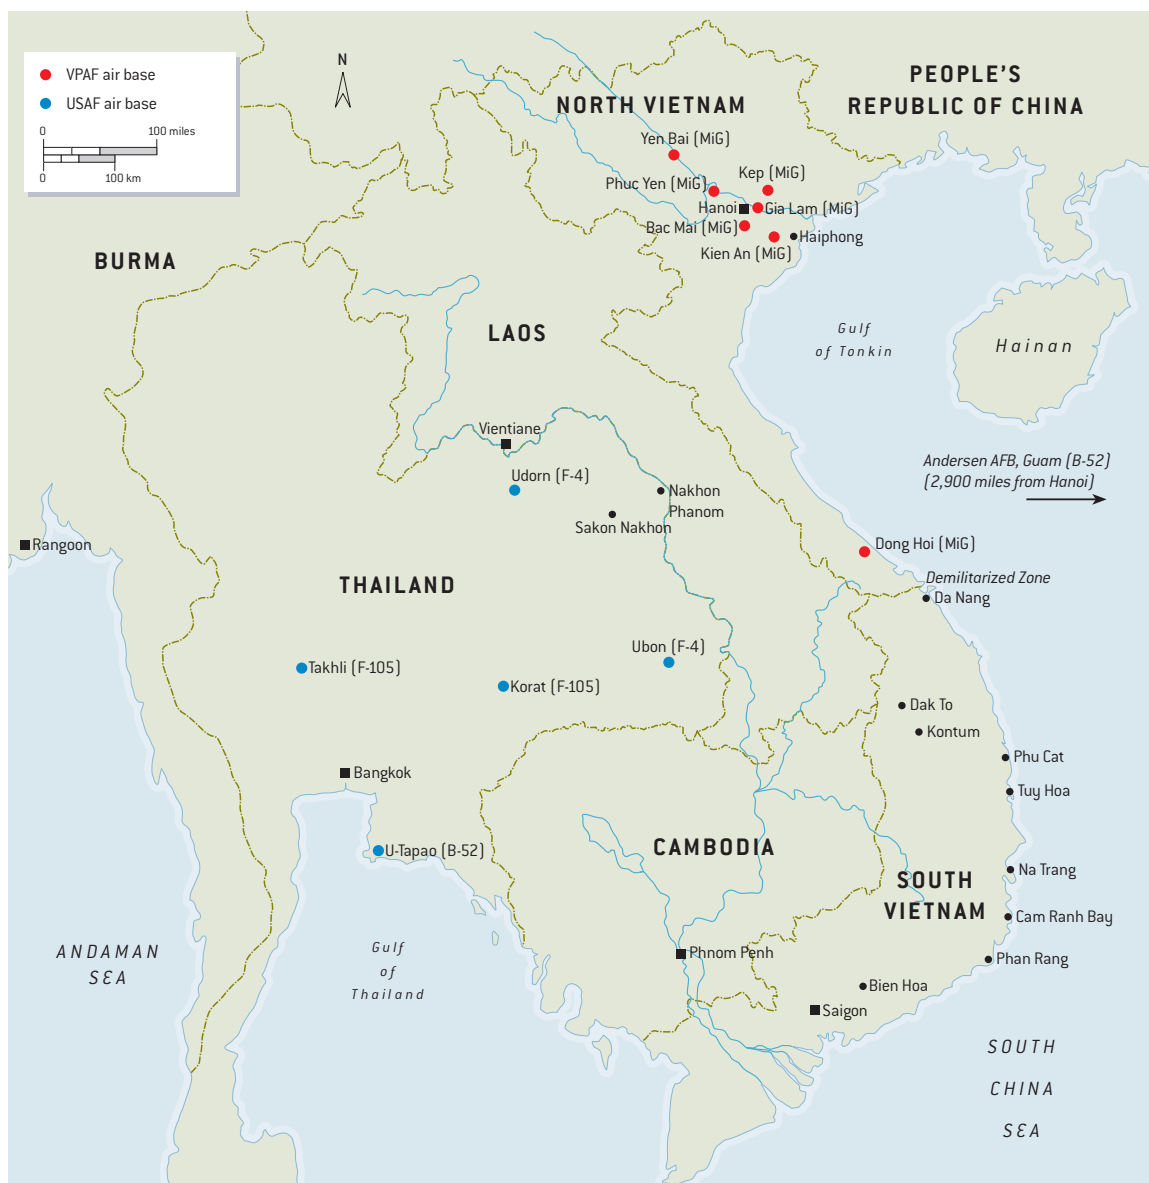 VPAF air base
USAF air base
0 100 miles
0 100 km
N
PEOPLE'S
REPUBLIC OF CHINA
NORTH VIETNAM
Yen Bai (MiG)
Kep (MiG)
Phuc Yen (MiG)
Hanoi
Gia Lam (MiG)
Bac Mai (MiG)
Haiphong
Kien An (MiG)
BURMA
LAOS
Gulf
of Tonkin
Hainan
Vientiane
Udorn (F-4)
Andersen AFB, Guam (B-52)
(2,900 miles from Hanoi)
Nakhon
Phanom
Sakon Nakhon
Rangoon
Dong Hoi (MiG)
THAILAND
Demilitarized Zone
Da Nang
Ubon (F-4)
Takhli (F-105)
Korat (F-105)
Dak To
Kontum
Phu Cat
Bangkok
Tuy Hoa
U-Tapao (B-52)
CAMBODIA
Na Trang
SOUTH
VIETNAM
Cam Ranh Bay
ANDAMAN
SEA
Gulf
of
Thailand
Phnom Penh
Phan Rang
Bien Hoa
Saigon
SOUTH
CHINA
SEA